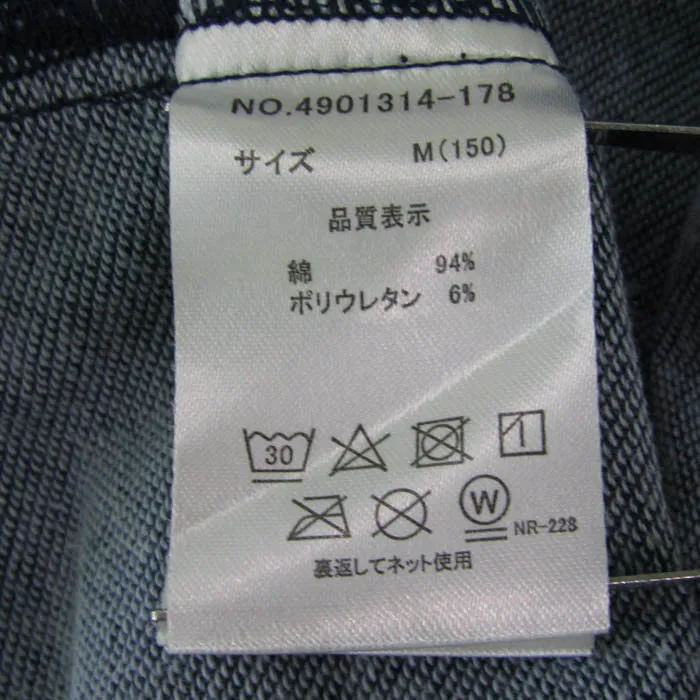 NO.4901314-178
サイズ M(150)
品質表示
綿 94%
ポリウレタン 6%
30
W
NR-228
裏返してネット使用